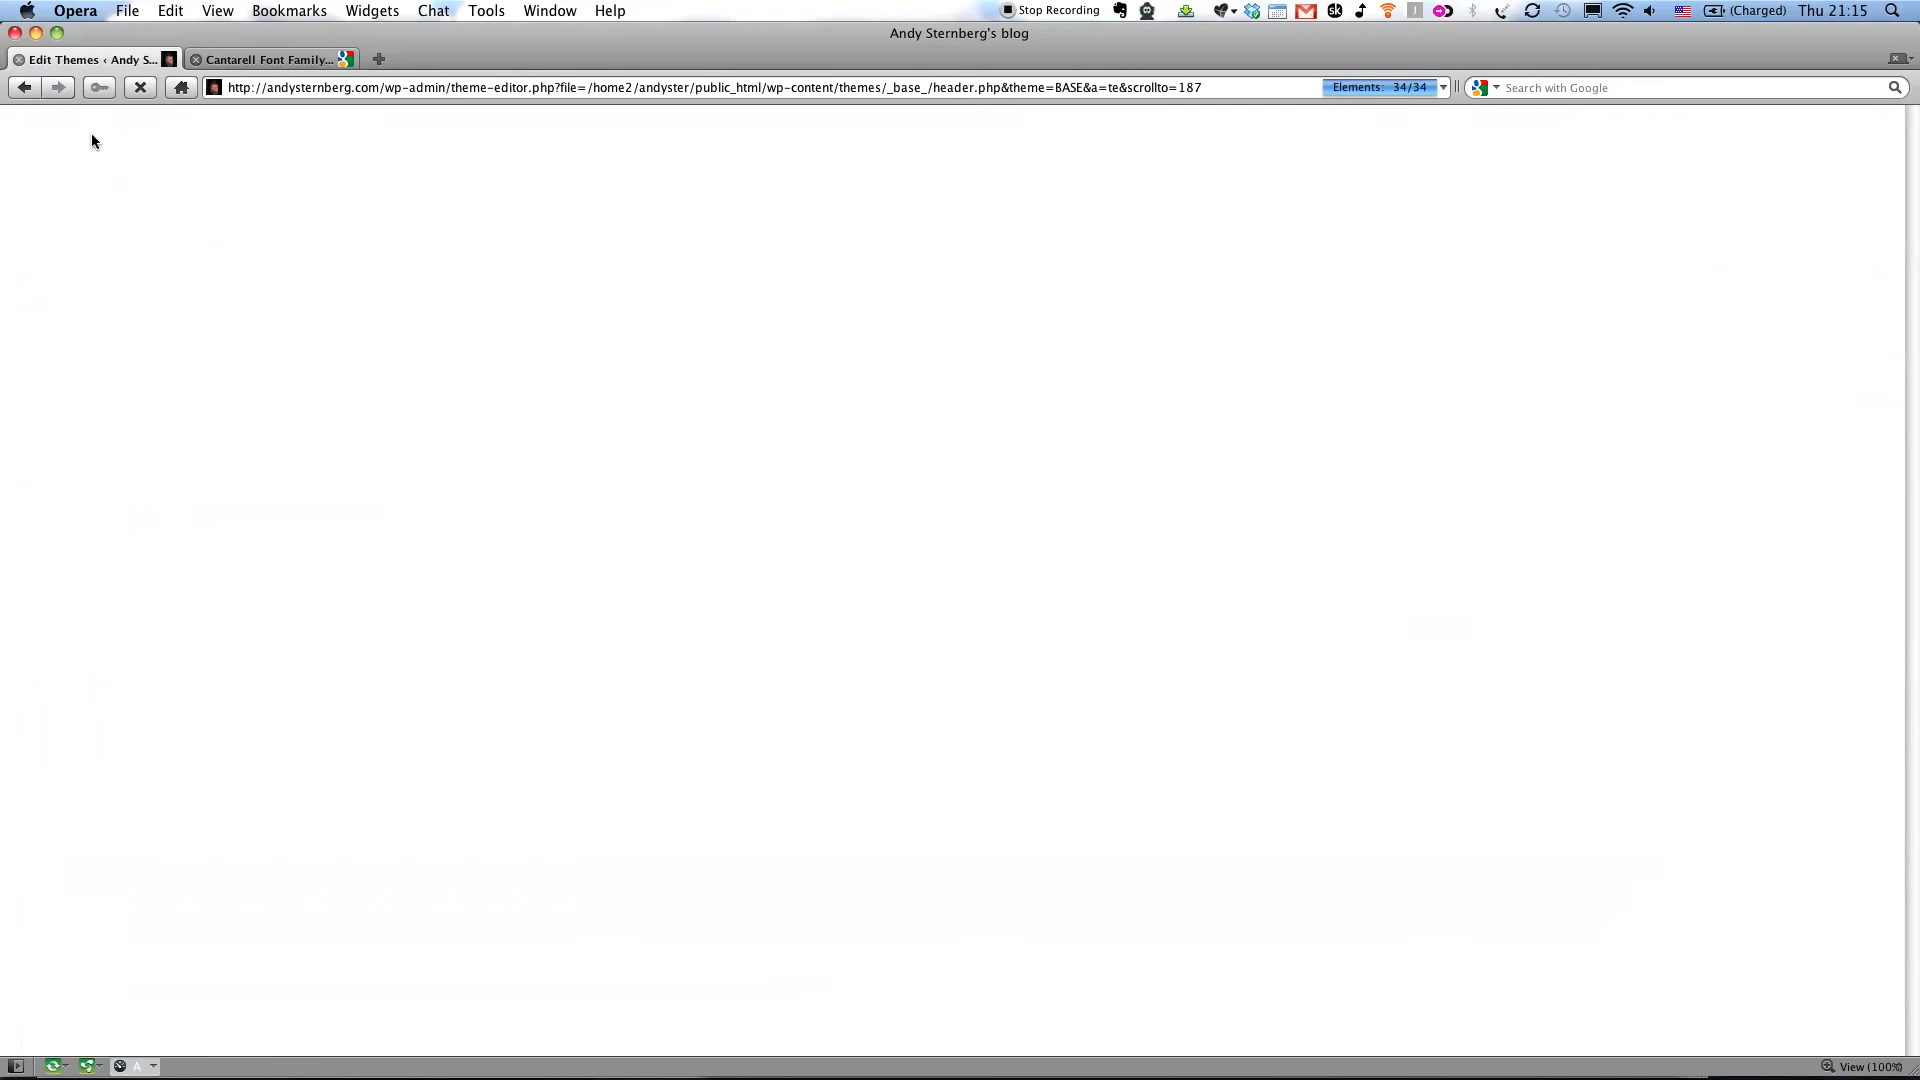 Opera File Edit View Bookmarks Widgets Chat Tools Window Help Stop Recording (Charged) Thu 21:15
Andy Sternberg's blog
Edit Themes ‹ Andy S... Cantarell Font Family...
http://andysternberg.com/wp-admin/theme-editor.php?file=/home2/andyster/public_html/wp-content/themes/_base_/header.php&theme=BASE&a=te&scrollto=187 Elements: 34/34 Search with Google
A View (100%)